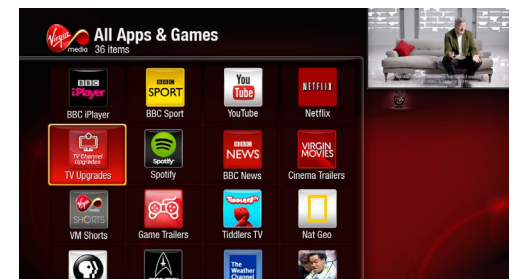 Virgin
media
All Apps & Games
36 items
BBC
iPlayer
BBC iPlayer
BBC
SPORT
BBC Sport
You
Tube
YouTube
NETFLIX
Netflix
TV Channel
Upgrades
TV Upgrades
Spotify
Spotify
BBC
NEWS
BBC News
VIRGIN
MOVIES
Cinema Trailers
SHORTS
VM Shorts
Game Trailers
Tiddlers TV
Tiddlers TV
Nat Geo
The
Weather
Channel